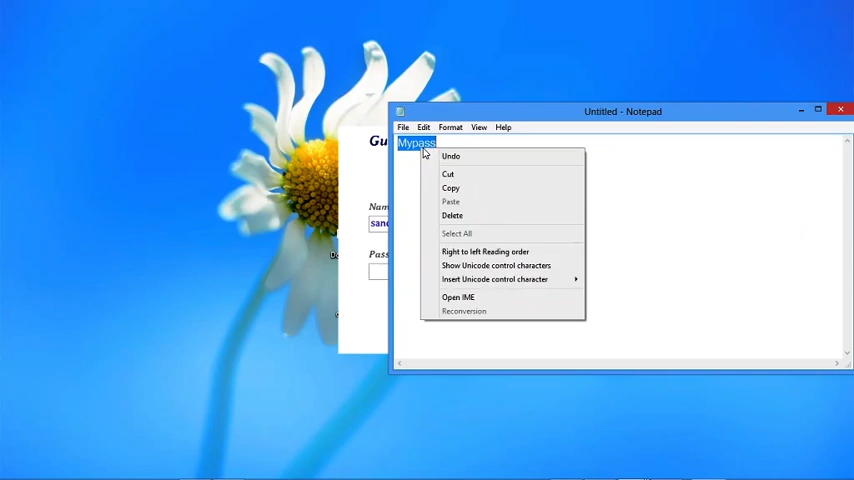 Untitled - Notepad
File Edit Format View Help
Mypass
Undo
Cut
Copy
Paste
Delete
Select All
Right to left Reading order
Show Unicode control characters
Insert Unicode control character
Open IME
Reconversion
Gu
Nam
sand
Pass